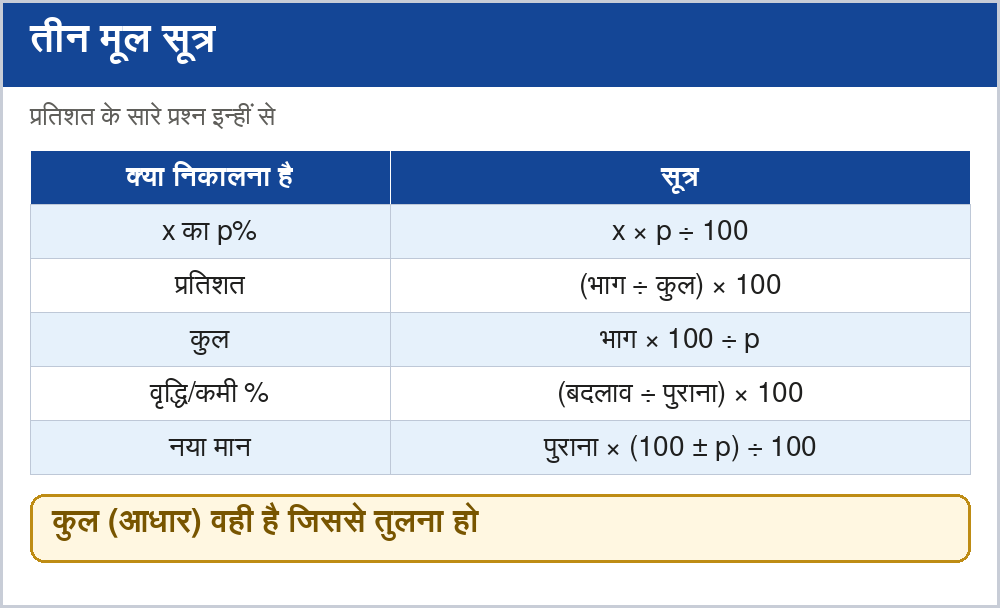 तीन मूल सूत्र
प्रतिशत के सारे प्रश्न इन्हीं से
क्या निकालना है सूत्र
x का p% x × p ÷ 100
प्रतिशत (भाग ÷ कुल) × 100
कुल भाग × 100 ÷ p
वृद्धि/कमी % (बदलाव ÷ पुराना) × 100
नया मान पुराना × (100 ± p) ÷ 100
कुल (आधार) वही है जिससे तुलना हो